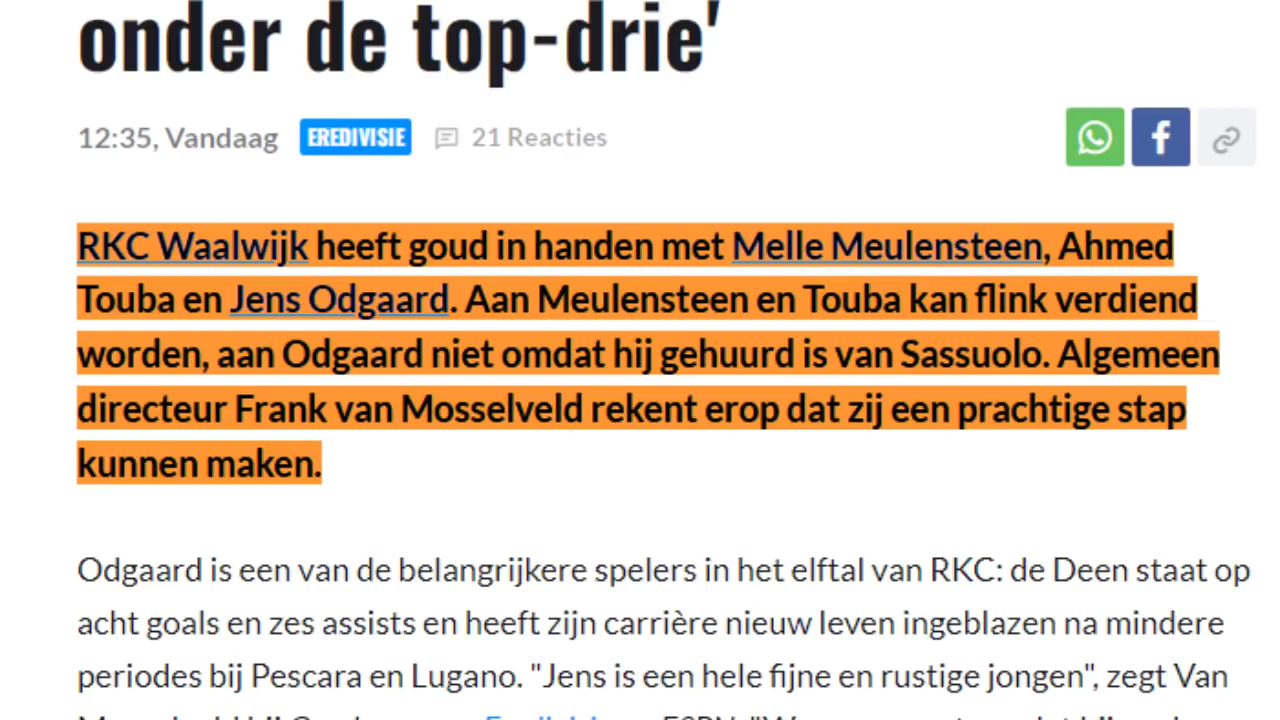 onder de top-drie'
12:35, Vandaag EREDIVISIE 21 Reacties
RKC Waalwijk heeft goud in handen met Melle Meulensteen, Ahmed
Touba en Jens Odgaard. Aan Meulensteen en Touba kan flink verdiend
worden, aan Odgaard niet omdat hij gehuurd is van Sassuolo. Algemeen
directeur Frank van Mosselveld rekent erop dat zij een prachtige stap
kunnen maken.
Odgaard is een van de belangrijkere spelers in het elftal van RKC: de Deen staat op
acht goals en zes assists en heeft zijn carrière nieuw leven ingeblazen na mindere
periodes bij Pescara en Lugano. "Jens is een hele fijne en rustige jongen", zegt Van